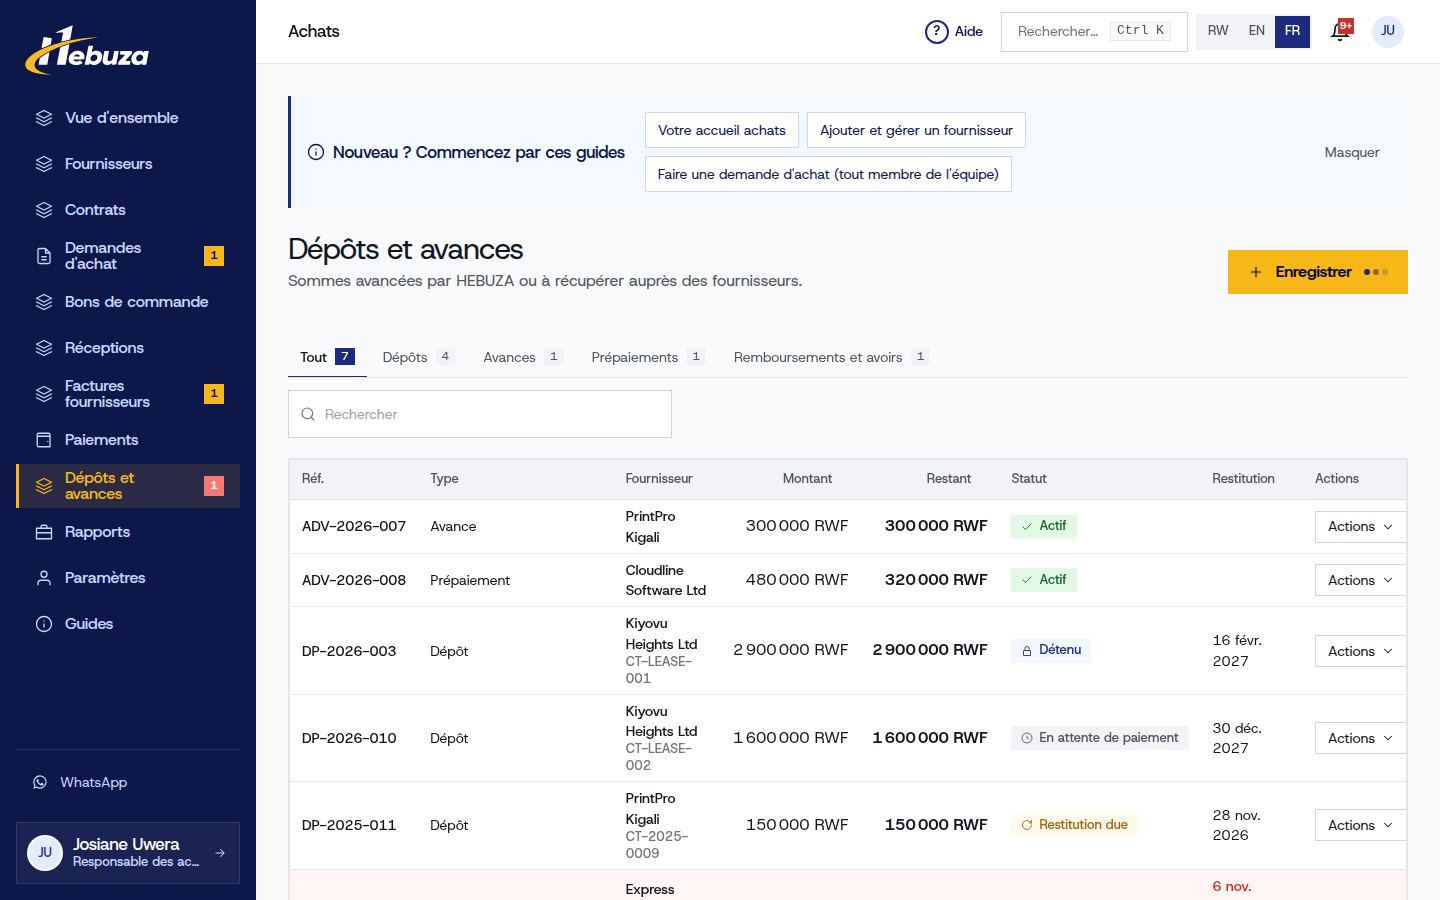 Hebuza
Achats
Aide
Rechercher...
Ctrl K
RW
EN
FR
9+
JU
Vue d'ensemble
Fournisseurs
Contrats
Demandes
d'achat
1
Bons de commande
Réceptions
Factures
fournisseurs
1
Paiements
Dépôts et
avances
1
Rapports
Paramètres
Guides
WhatsApp
JU
Josiane Uwera
Responsable des ac...
Nouveau ? Commencez par ces guides
Votre accueil achats
Ajouter et gérer un fournisseur
Faire une demande d'achat (tout membre de l'équipe)
Masquer
Dépôts et avances
Sommes avancées par HEBUZA ou à récupérer auprès des fournisseurs.
Enregistrer
Tout 7
Dépôts 4
Avances 1
Prépaiements 1
Remboursements et avoirs 1
Rechercher
Réf. Type Fournisseur Montant Restant Statut Restitution Actions
ADV-2026-007 Avance PrintPro Kigali 300 000 RWF 300 000 RWF Actif Actions
ADV-2026-008 Prépaiement Cloudline Software Ltd 480 000 RWF 320 000 RWF Actif Actions
DP-2026-003 Dépôt Kiyovu Heights Ltd CT-LEASE-001 2 900 000 RWF 2 900 000 RWF Détenu 16 févr. 2027 Actions
DP-2026-010 Dépôt Kiyovu Heights Ltd CT-LEASE-002 1 600 000 RWF 1 600 000 RWF En attente de paiement 30 déc. 2027 Actions
DP-2025-011 Dépôt PrintPro Kigali CT-2025-0009 150 000 RWF 150 000 RWF Restitution due 28 nov. 2026 Actions
Express 6 nov.